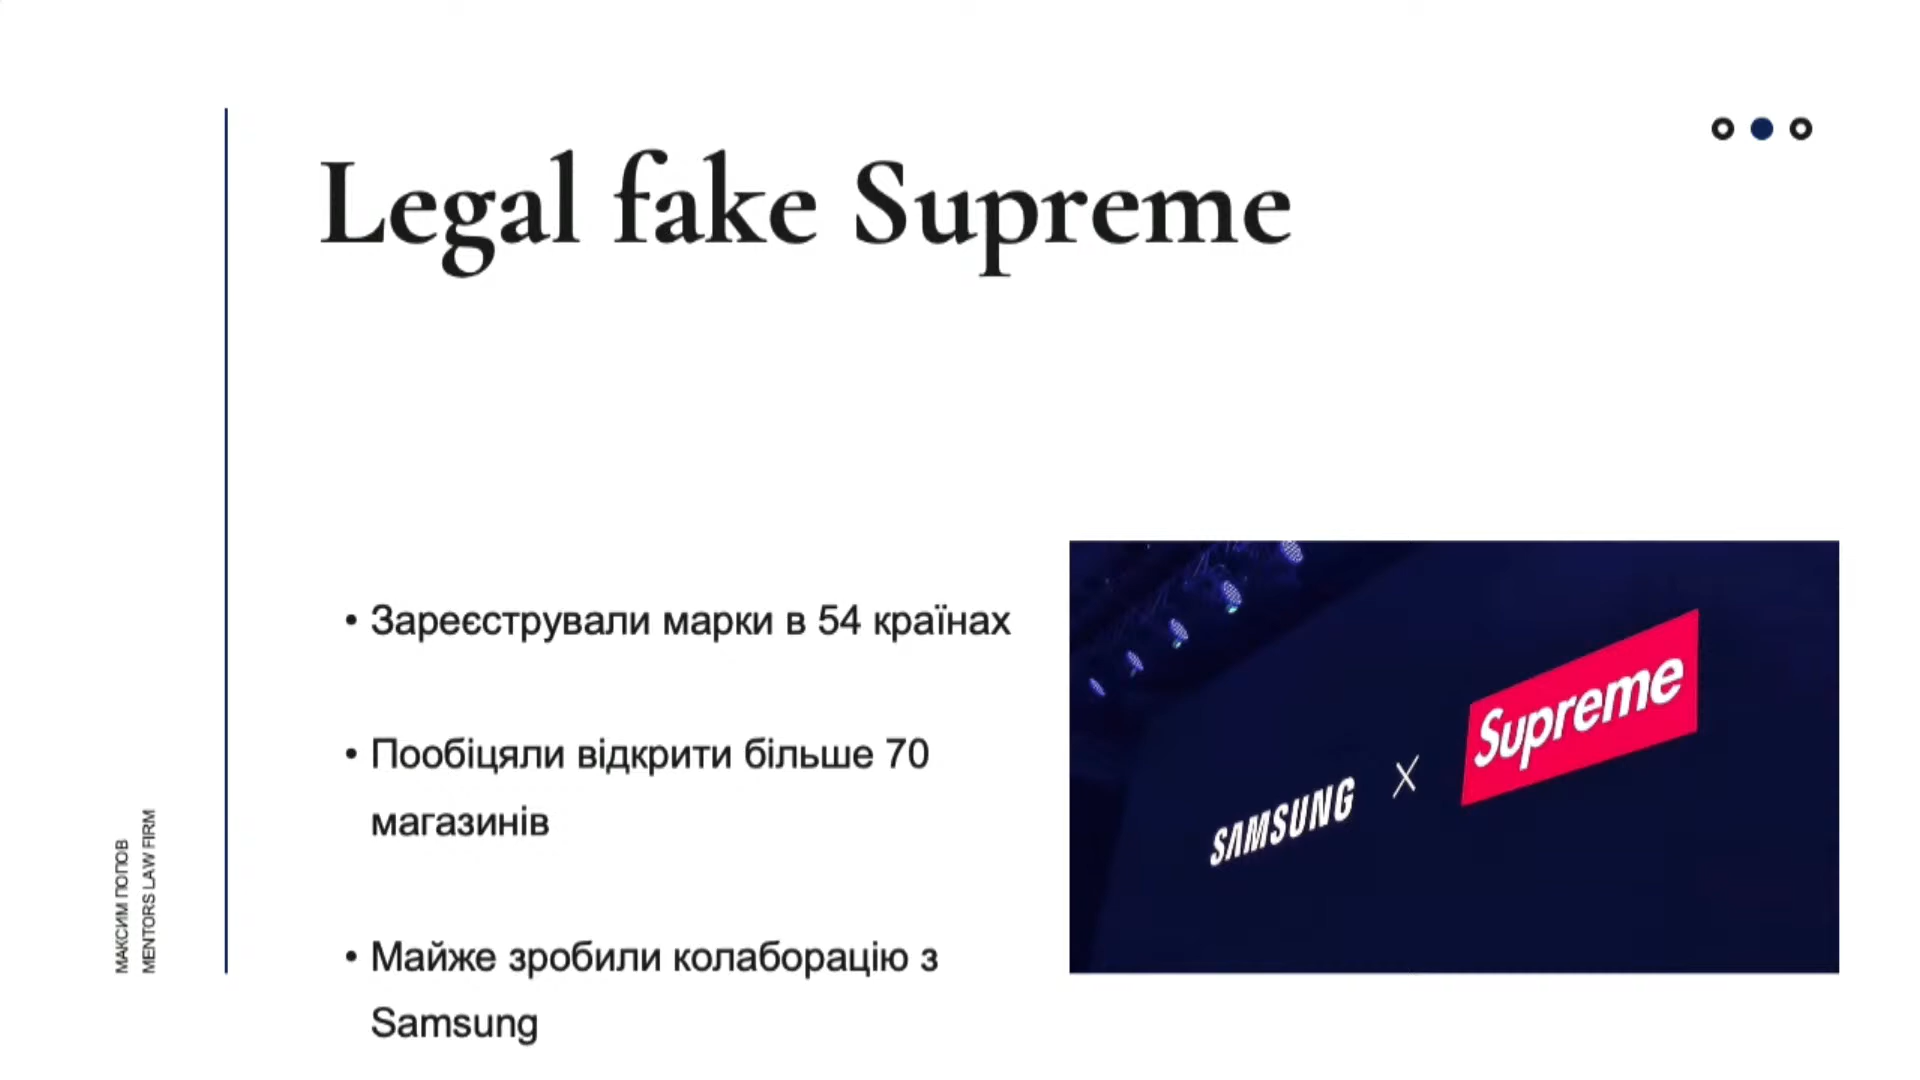 Legal fake Supreme
• Зареєстрували марки в 54 країнах
• Пообіцяли відкрити більше 70
магазинів
• Майже зробили колаборацію з
Samsung
SAMSUNG X Supreme
МАКСИМ ПОПОВ
MENTORS LAW FIRM